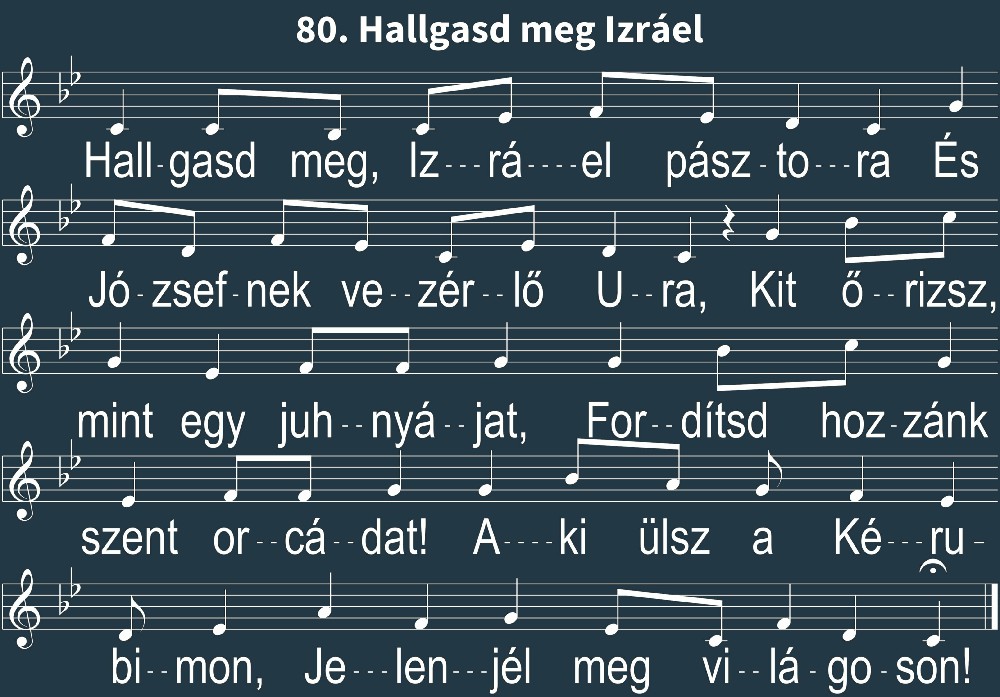 80. Hallgasd meg Izráel
Hall-gasd meg, Iz---rá----el pász-to---ra És
Jó-zsef-nek ve--zér--lő U--ra, Kit ő--rizsz,
mint egy juh--nyá--jat, For--dítsd hoz-zánk
szent or--cá--dat! A----ki ülsz a Ké---ru-
bi--mon, Je---len--jél meg vi--lá-go-son!